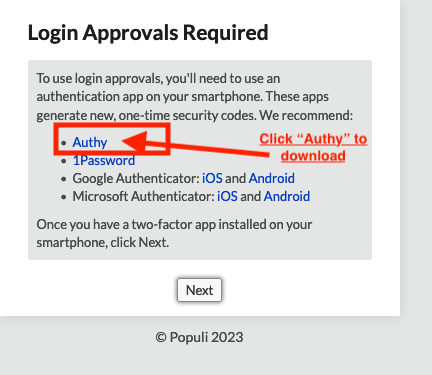 Login Approvals Required
To use login approvals, you'll need to use an
authentication app on your smartphone. These apps
generate new, one-time security codes. We recommend:
• Authy
Click “Authy” to
download
• 1Password
• Google Authenticator: iOS and Android
• Microsoft Authenticator: iOS and Android
Once you have a two-factor app installed on your
smartphone, click Next.
Next
© Populi 2023